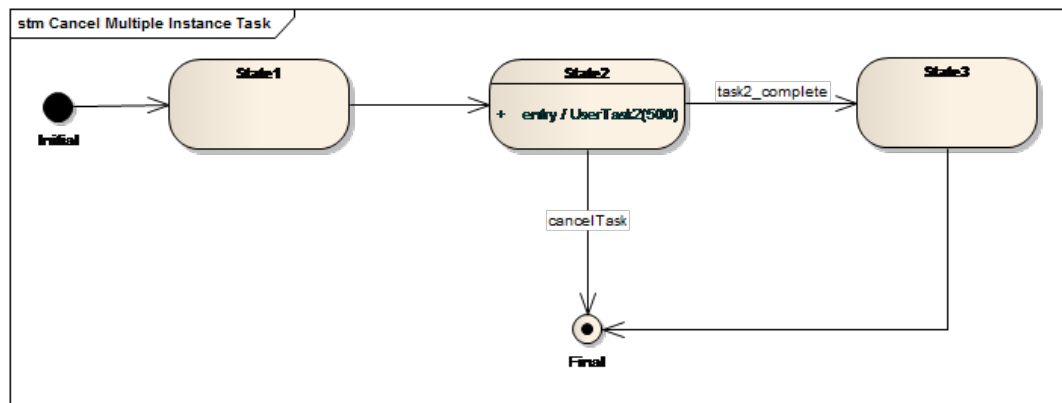 stm Cancel Multiple Instance Task
State1
State2
State3
+ entry / UserTask2(500)
task2_complete
Initial
cancelTask
Final